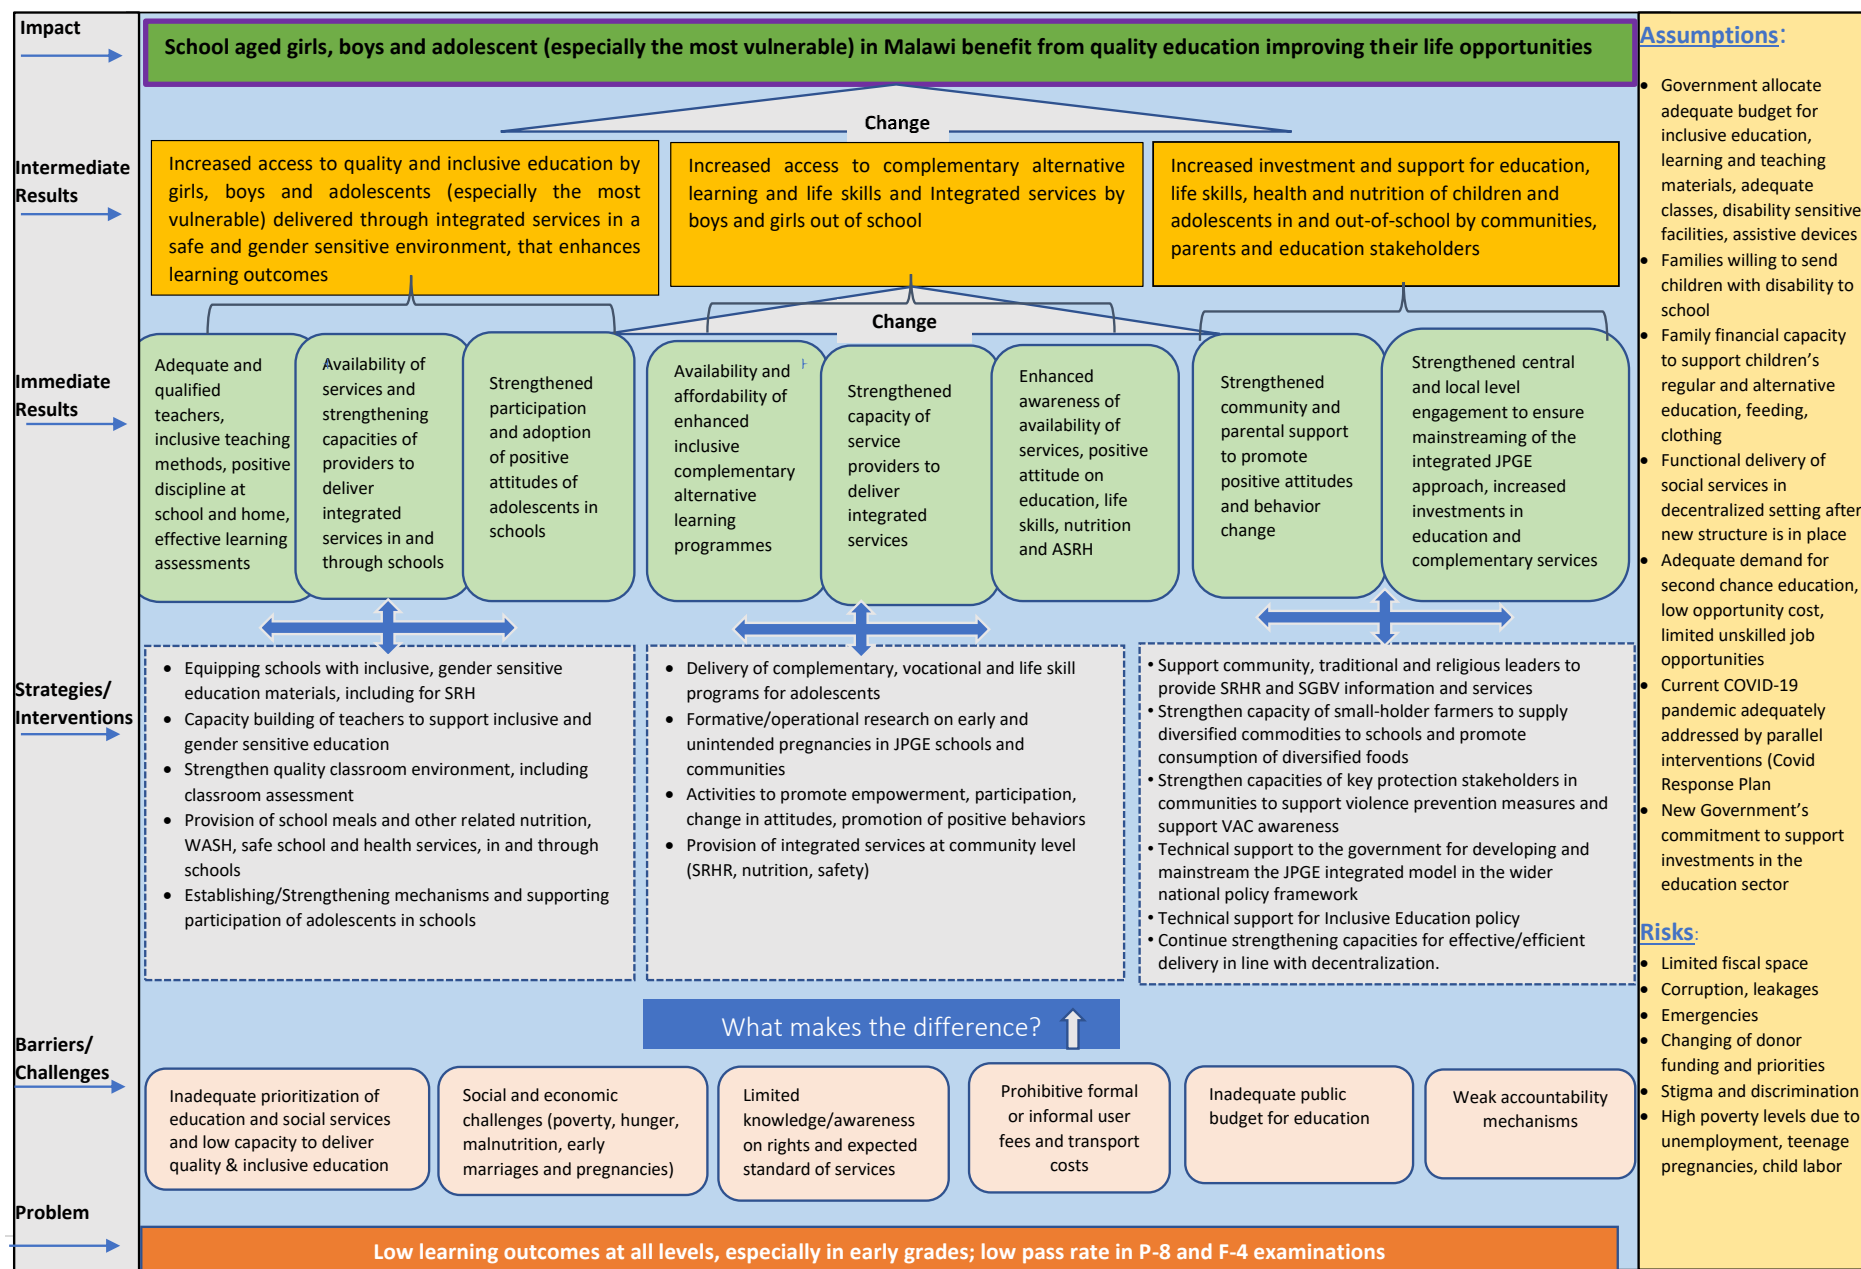 Impact
School aged girls, boys and adolescent (especially the most vulnerable) in Malawi benefit from quality education improving their life opportunities
Change
Intermediate
Results
Increased access to quality and inclusive education by
girls, boys and adolescents (especially the most
vulnerable) delivered through integrated services in a
safe and gender sensitive environment, that enhances
learning outcomes
Increased access to complementary alternative
learning and life skills and Integrated services by
boys and girls out of school
Increased investment and support for education,
life skills, health and nutrition of children and
adolescents in and out-of-school by communities,
parents and education stakeholders
Change
Immediate
Results
Adequate and
qualified
teachers,
inclusive teaching
methods, positive
discipline at
school and home,
effective learning
assessments
Availability of
services and
strengthening
capacities of
providers to
deliver
integrated
services in and
through schools
Strengthened
participation
and adoption
of positive
attitudes of
adolescents in
schools
Availability and
affordability of
enhanced
inclusive
complementary
alternative
learning
programmes
Strengthened
capacity of
service
providers to
deliver
integrated
services
Enhanced
awareness of
availability of
services, positive
attitude on
education, life
skills, nutrition
and ASRH
Strengthened
community and
parental support
to promote
positive attitudes
and behavior
change
Strengthened central
and local level
engagement to ensure
mainstreaming of the
integrated JPGE
approach, increased
investments in
education and
complementary services
Strategies/
Interventions
• Equipping schools with inclusive, gender sensitive
education materials, including for SRH
• Capacity building of teachers to support inclusive and
gender sensitive education
• Strengthen quality classroom environment, including
classroom assessment
• Provision of school meals and other related nutrition,
WASH, safe school and health services, in and through
schools
• Establishing/Strengthening mechanisms and supporting
participation of adolescents in schools
• Delivery of complementary, vocational and life skill
programs for adolescents
• Formative/operational research on early and
unintended pregnancies in JPGE schools and
communities
• Activities to promote empowerment, participation,
change in attitudes, promotion of positive behaviors
• Provision of integrated services at community level
(SRHR, nutrition, safety)
• Support community, traditional and religious leaders to
provide SRHR and SGBV information and services
• Strengthen capacity of small-holder farmers to supply
diversified commodities to schools and promote
consumption of diversified foods
• Strengthen capacities of key protection stakeholders in
communities to support violence prevention measures and
support VAC awareness
• Technical support to the government for developing and
mainstream the JPGE integrated model in the wider
national policy framework
• Technical support for Inclusive Education policy
• Continue strengthening capacities for effective/efficient
delivery in line with decentralization.
What makes the difference?
Barriers/
Challenges
Inadequate prioritization of
education and social services
and low capacity to deliver
quality & inclusive education
Social and economic
challenges (poverty, hunger,
malnutrition, early
marriages and pregnancies)
Limited
knowledge/awareness
on rights and expected
standard of services
Prohibitive formal
or informal user
fees and transport
costs
Inadequate public
budget for education
Weak accountability
mechanisms
Problem
Low learning outcomes at all levels, especially in early grades; low pass rate in P-8 and F-4 examinations
Assumptions:
• Government allocate
adequate budget for
inclusive education,
learning and teaching
materials, adequate
classes, disability sensitive
facilities, assistive devices
• Families willing to send
children with disability to
school
• Family financial capacity
to support children's
regular and alternative
education, feeding,
clothing
• Functional delivery of
social services in
decentralized setting after
new structure is in place
• Adequate demand for
second chance education,
low opportunity cost,
limited unskilled job
opportunities
• Current COVID-19
pandemic adequately
addressed by parallel
interventions (Covid
Response Plan
• New Government's
commitment to support
investments in the
education sector
Risks:
• Limited fiscal space
• Corruption, leakages
• Emergencies
• Changing of donor
funding and priorities
• Stigma and discrimination
• High poverty levels due to
unemployment, teenage
pregnancies, child labor